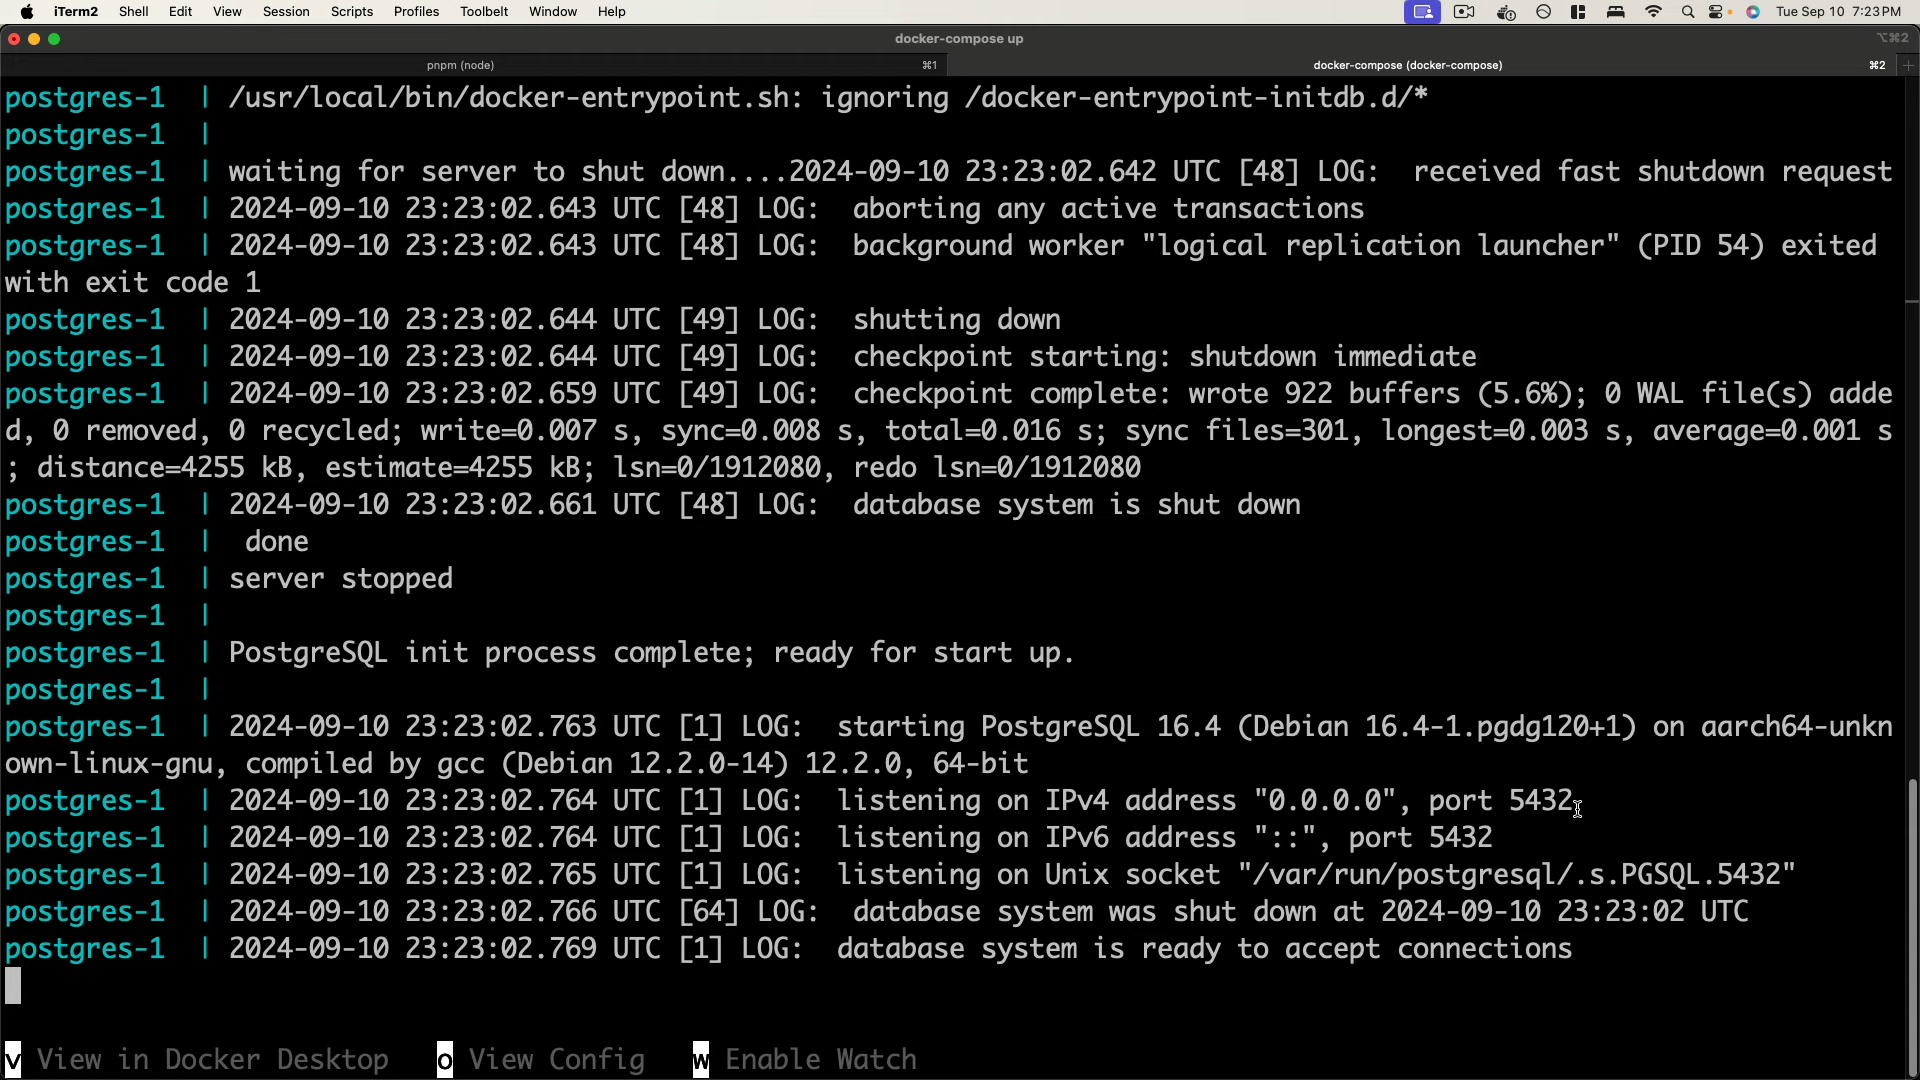 iTerm2 Shell Edit View Session Scripts Profiles Toolbelt Window Help Tue Sep 10 7:23 PM
docker-compose up ⌥⌘2
pnpm (node) ⌘1 docker-compose (docker-compose) ⌘2
postgres-1 | /usr/local/bin/docker-entrypoint.sh: ignoring /docker-entrypoint-initdb.d/*
postgres-1 |
postgres-1 | waiting for server to shut down....2024-09-10 23:23:02.642 UTC [48] LOG:  received fast shutdown request
postgres-1 | 2024-09-10 23:23:02.643 UTC [48] LOG:  aborting any active transactions
postgres-1 | 2024-09-10 23:23:02.643 UTC [48] LOG:  background worker "logical replication launcher" (PID 54) exited
with exit code 1
postgres-1 | 2024-09-10 23:23:02.644 UTC [49] LOG:  shutting down
postgres-1 | 2024-09-10 23:23:02.644 UTC [49] LOG:  checkpoint starting: shutdown immediate
postgres-1 | 2024-09-10 23:23:02.659 UTC [49] LOG:  checkpoint complete: wrote 922 buffers (5.6%); 0 WAL file(s) adde
d, 0 removed, 0 recycled; write=0.007 s, sync=0.008 s, total=0.016 s; sync files=301, longest=0.003 s, average=0.001 s
; distance=4255 kB, estimate=4255 kB; lsn=0/1912080, redo lsn=0/1912080
postgres-1 | 2024-09-10 23:23:02.661 UTC [48] LOG:  database system is shut down
postgres-1 |  done
postgres-1 | server stopped
postgres-1 |
postgres-1 | PostgreSQL init process complete; ready for start up.
postgres-1 |
postgres-1 | 2024-09-10 23:23:02.763 UTC [1] LOG:  starting PostgreSQL 16.4 (Debian 16.4-1.pgdg120+1) on aarch64-unkn
own-linux-gnu, compiled by gcc (Debian 12.2.0-14) 12.2.0, 64-bit
postgres-1 | 2024-09-10 23:23:02.764 UTC [1] LOG:  listening on IPv4 address "0.0.0.0", port 5432
postgres-1 | 2024-09-10 23:23:02.764 UTC [1] LOG:  listening on IPv6 address "::", port 5432
postgres-1 | 2024-09-10 23:23:02.765 UTC [1] LOG:  listening on Unix socket "/var/run/postgresql/.s.PGSQL.5432"
postgres-1 | 2024-09-10 23:23:02.766 UTC [64] LOG:  database system was shut down at 2024-09-10 23:23:02 UTC
postgres-1 | 2024-09-10 23:23:02.769 UTC [1] LOG:  database system is ready to accept connections
v View in Docker Desktop   o View Config   w Enable Watch